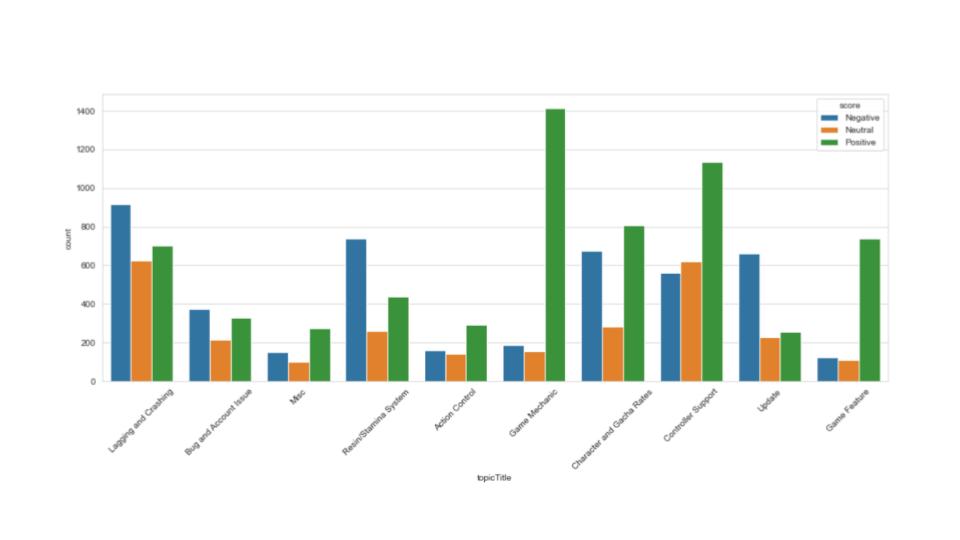 1400
1200
1000
800
600
400
200
0
count
score
Negative
Neutral
Positive
Lagging and Crashing
Bug and Account Issue
Misc
Resin/Stamina System
Action Control
Game Mechanic
Character and Gacha Rates
Controller Support
Update
Game Feature
topicTitle